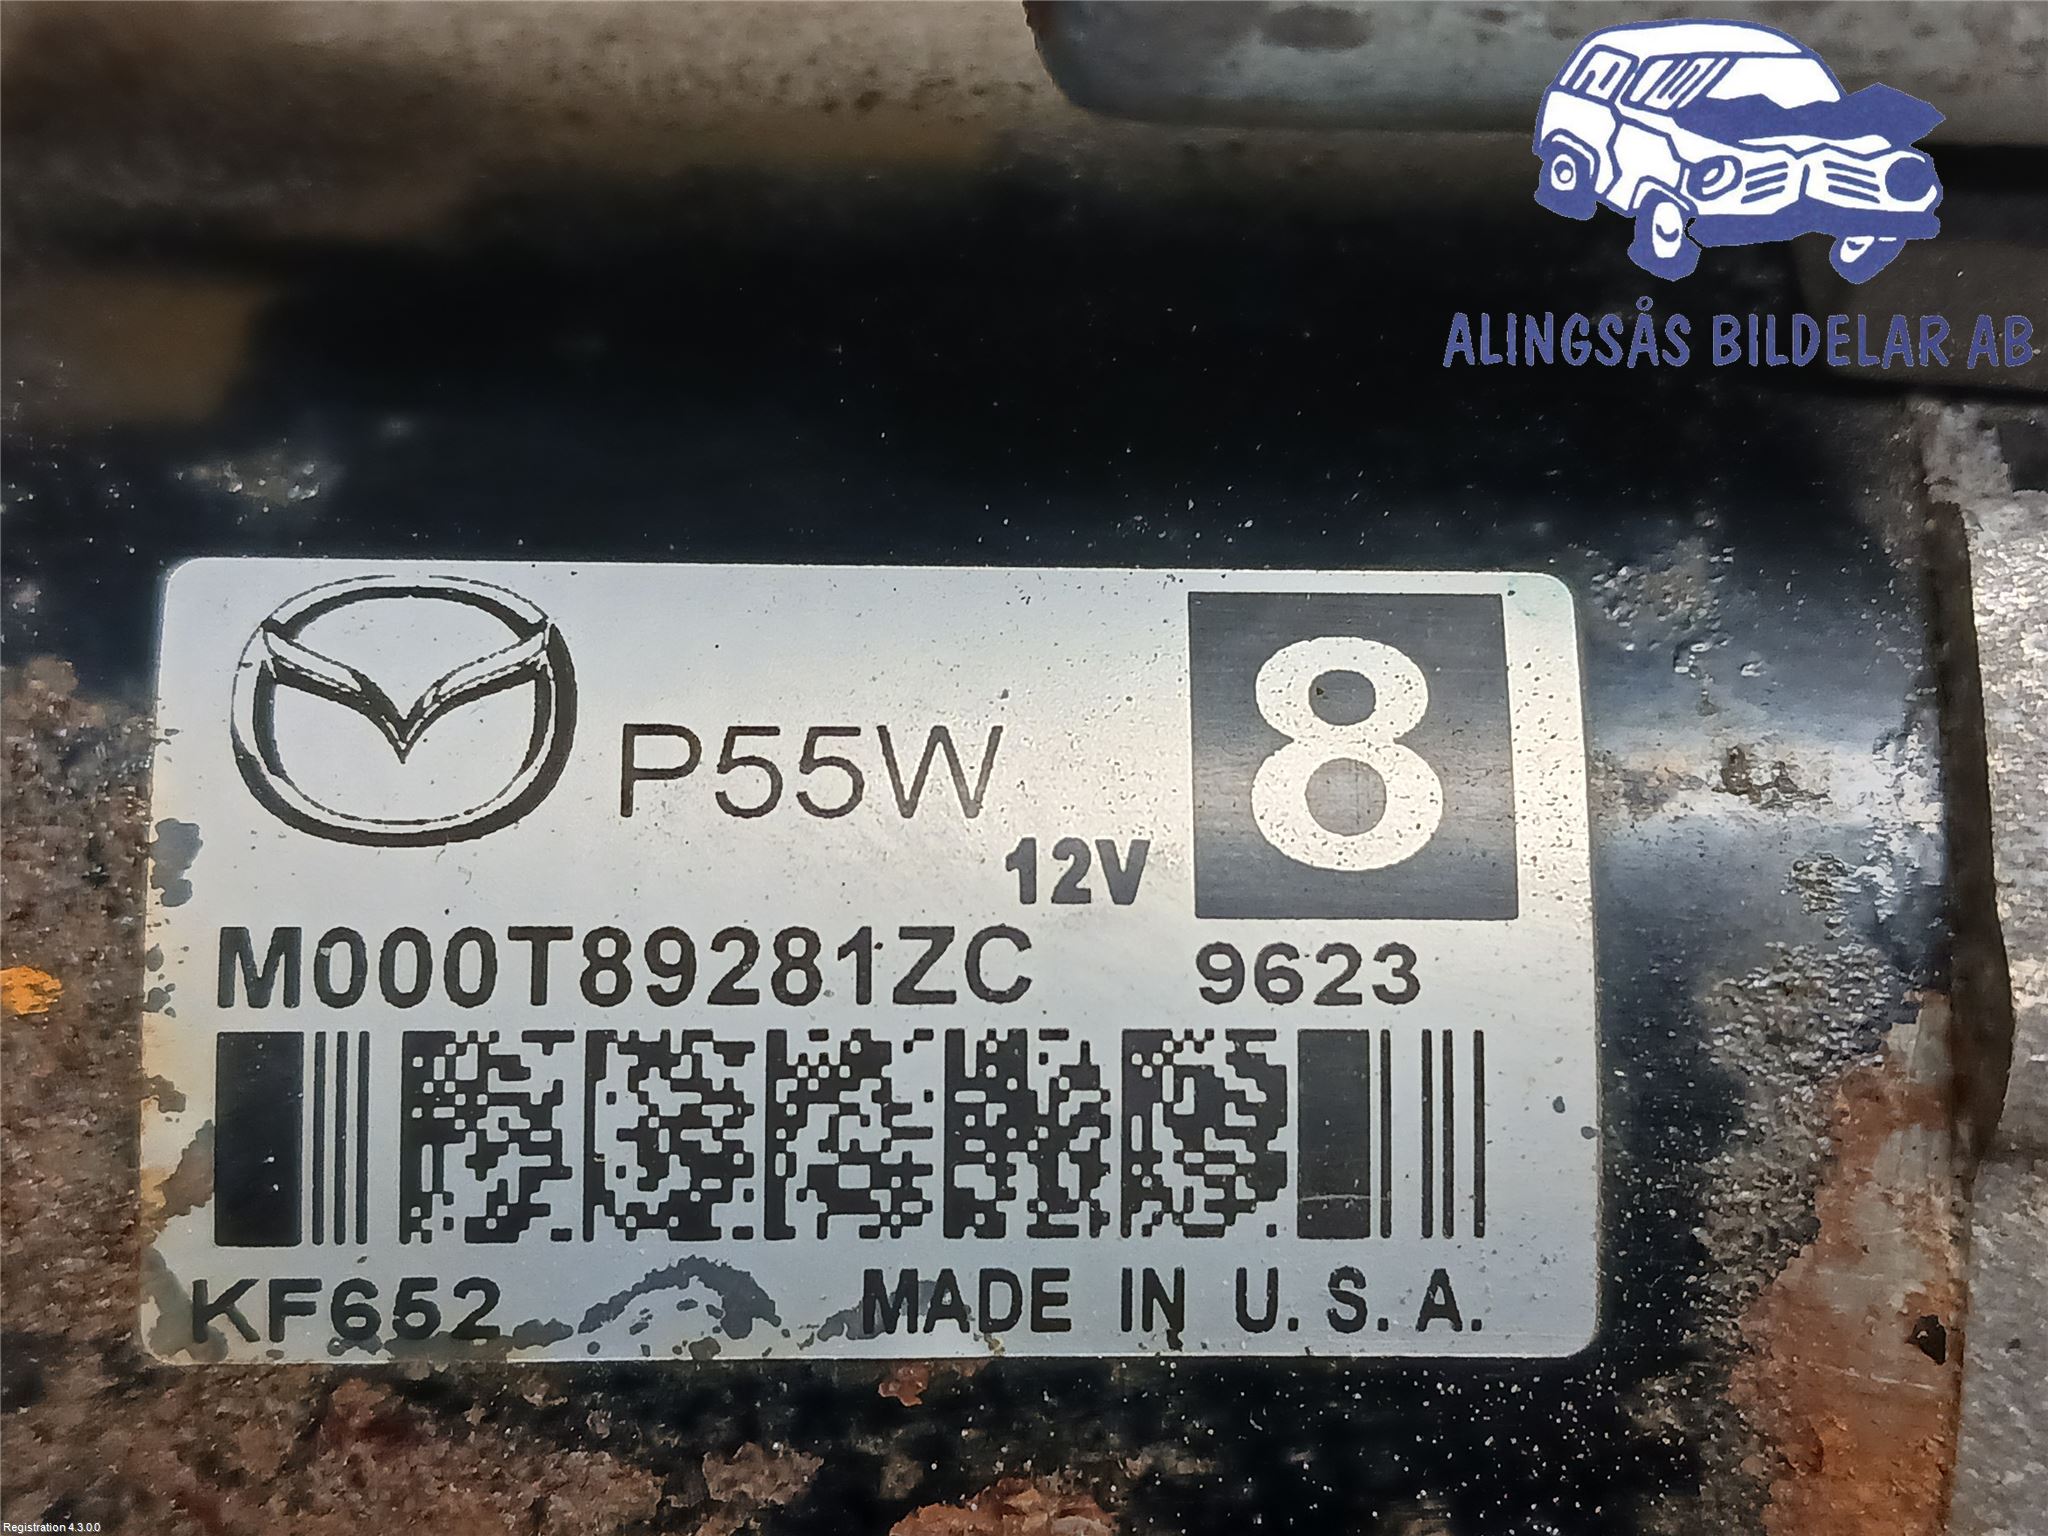 ALINGSÅS BILDELAR AB
P55W
8
12V
M000T89281ZC 9623
KF652 MADE IN U.S.A.
Registration 4.3.0.0